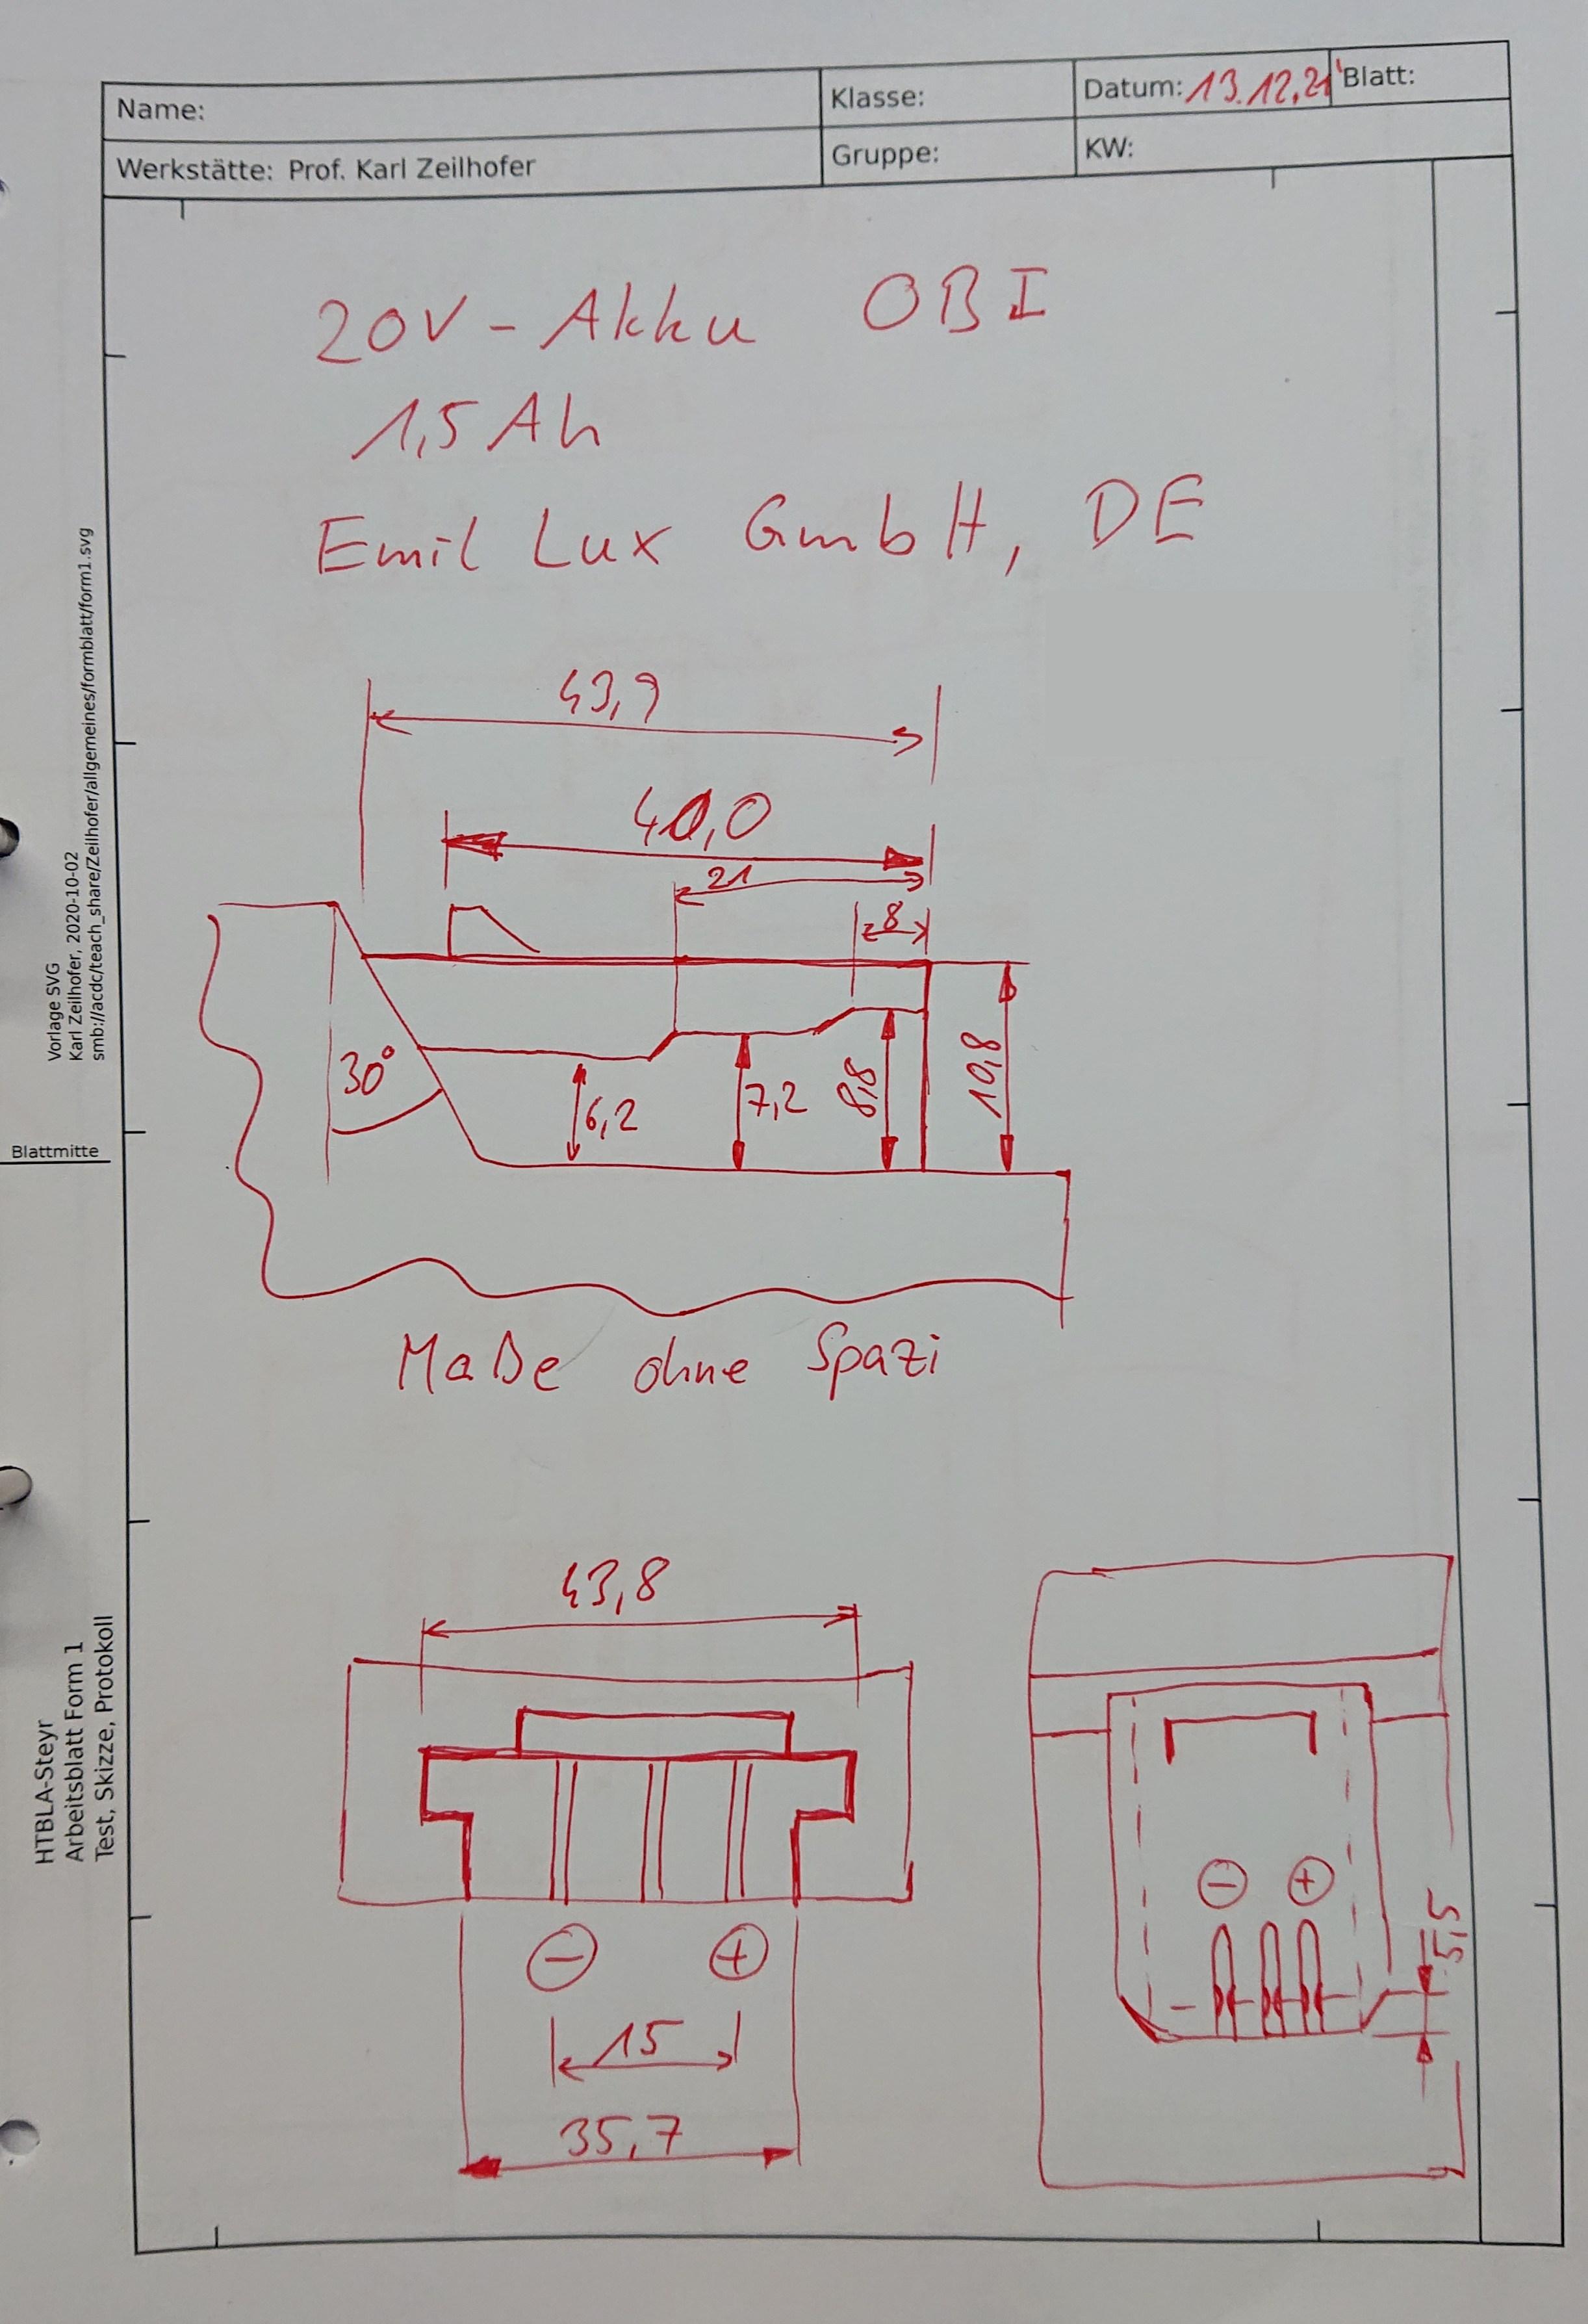 Name:
Klasse:
Datum: 13.12.21
Blatt:
Werkstätte: Prof. Karl Zeilhofer
Gruppe:
KW:
20V-Akku OBI
1,5 Ah
Emil Lux GmbH, DE
43,9
40,0
21
8
30°
6,2
7,2
8,8
10,8
Maße ohne Spazi
43,8
- +
15
35,7
- +
5,5
Vorlage SVG
Karl Zeilhofer, 2020-10-02
smb://acdc/teach_share/Zeilhofer/allgemeines/formblatt/form1.svg
Blattmitte
HTBLA-Steyr
Arbeitsblatt Form 1
Test, Skizze, Protokoll